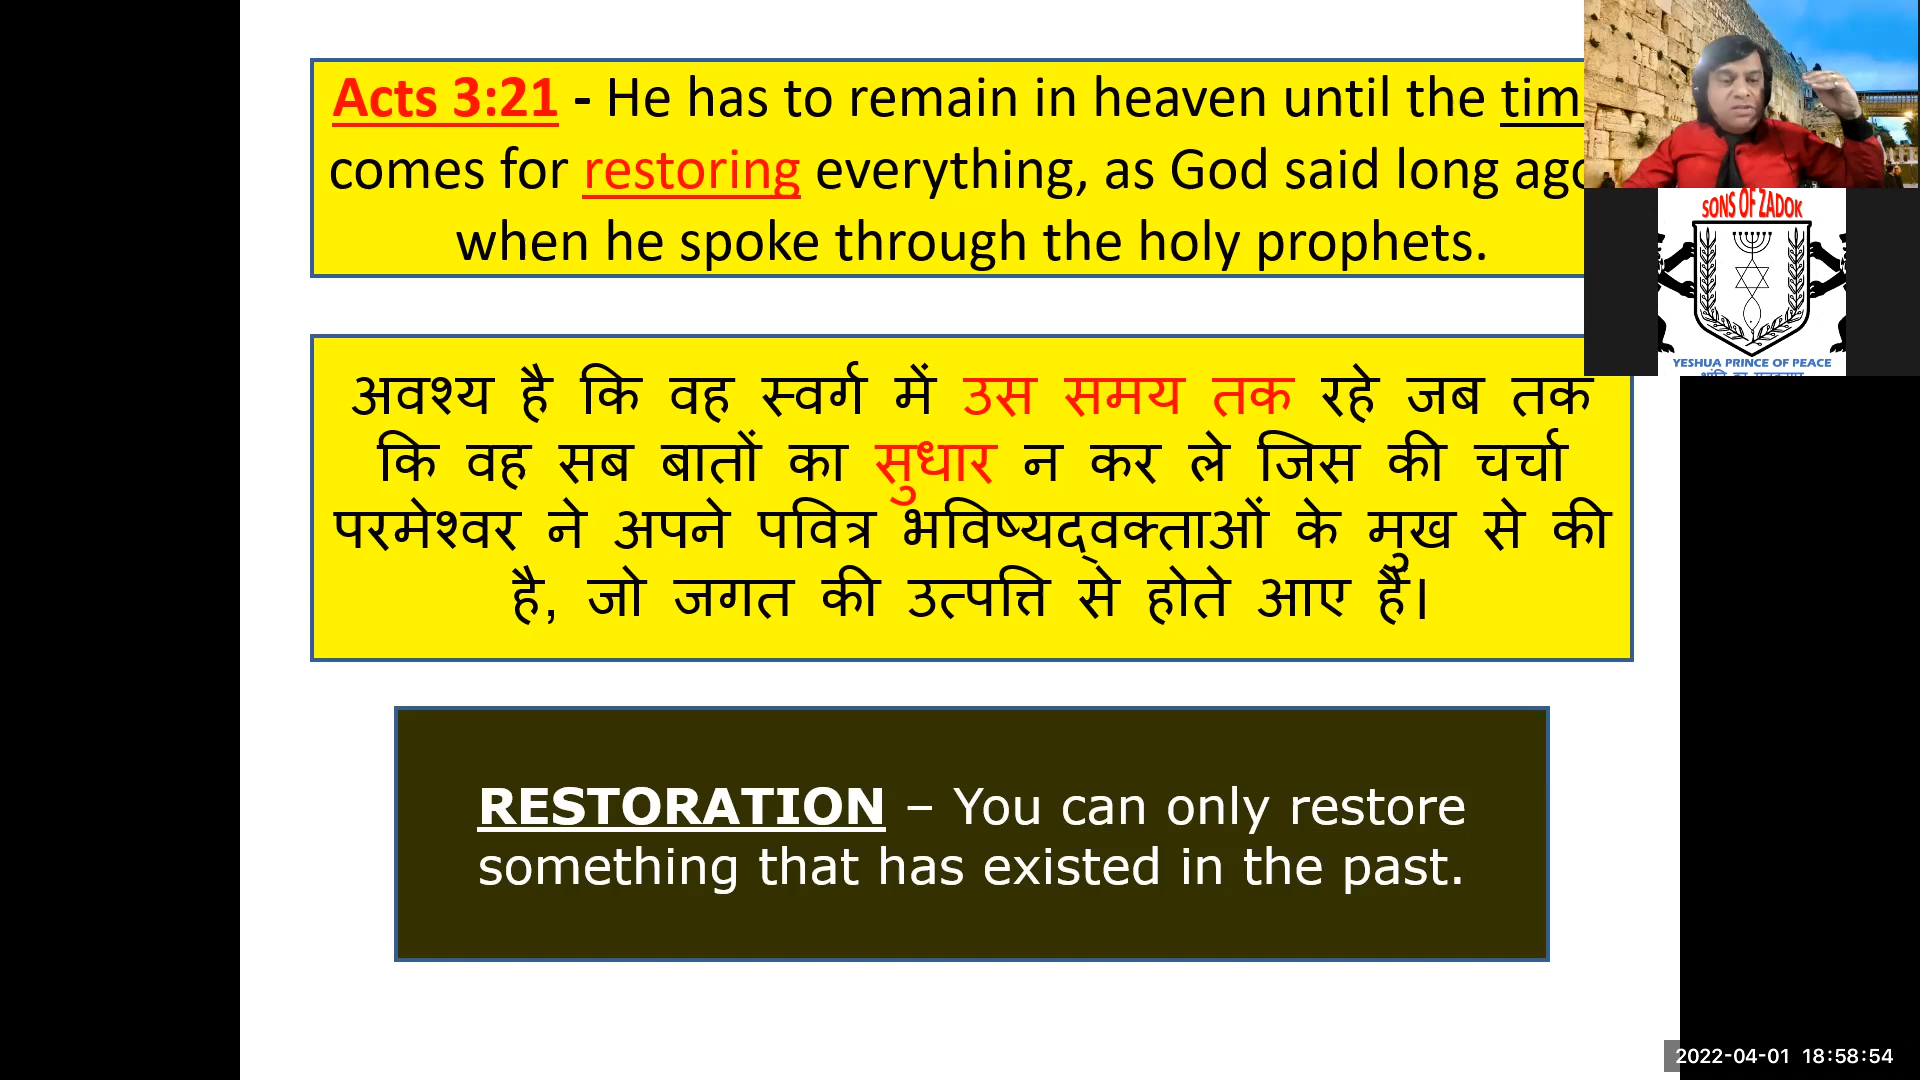 Acts 3:21 - He has to remain in heaven until the
comes for restoring everything, as God said long
when he spoke through the holy prophets.
अवश्य है कि वह स्वर्ग में उस समय तक रहे जब तक
कि वह सब बातों का सुधार न कर ले जिस की चर्चा
परमेश्वर ने अपने पवित्र भविष्यद्वक्ताओं के मुख से की
है, जो जगत की उत्पत्ति से होते आए हैं।
RESTORATION – You can only restore
something that has existed in the past.
SONS OF ZADOK
YESHUA PRINCE OF PEACE
2022-04-01 18:58:54